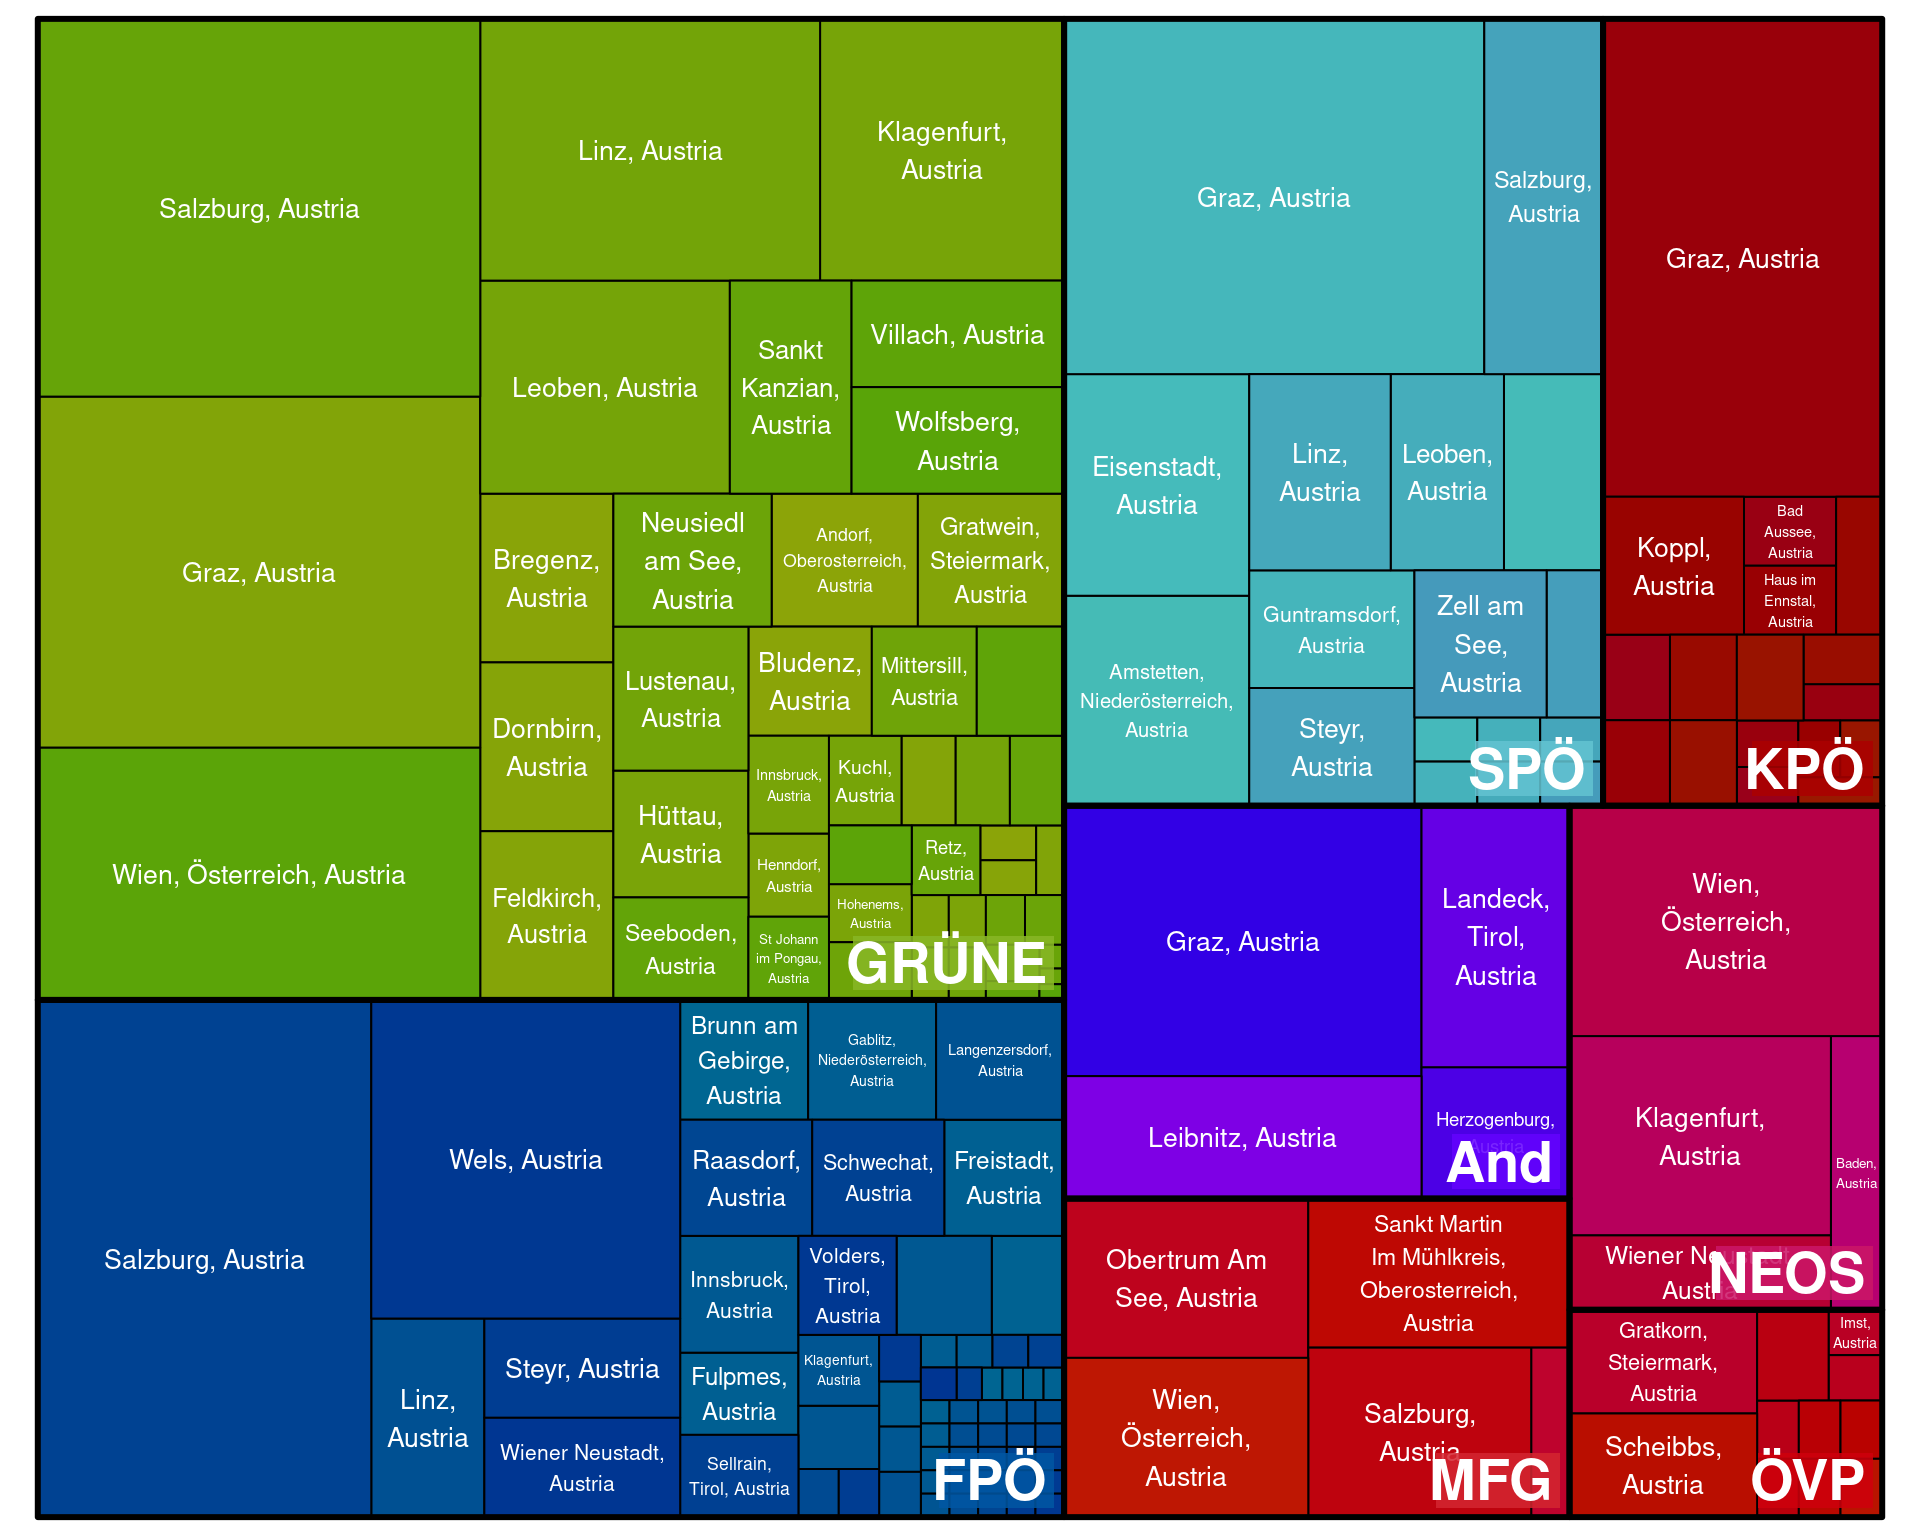 Salzburg, Austria
Graz, Austria
Wien, Österreich, Austria
Linz, Austria
Klagenfurt,
Austria
Leoben, Austria
Sankt
Kanzian,
Austria
Villach, Austria
Wolfsberg,
Austria
Bregenz,
Austria
Dornbirn,
Austria
Feldkirch,
Austria
Neusiedl
am See,
Austria
Andorf,
Oberosterreich,
Austria
Gratwein,
Steiermark,
Austria
Lustenau,
Austria
Hüttau,
Austria
Seeboden,
Austria
Bludenz,
Austria
Mittersill,
Austria
Innsbruck,
Austria
Henndorf,
Austria
St Johann
im Pongau,
Austria
Kuchl,
Austria
Retz,
Austria
Hohenems,
Austria
GRÜNE
Salzburg, Austria
Wels, Austria
Linz,
Austria
Steyr, Austria
Wiener Neustadt,
Austria
Brunn am
Gebirge,
Austria
Gablitz,
Niederösterreich,
Austria
Langenzersdorf,
Austria
Raasdorf,
Austria
Schwechat,
Austria
Freistadt,
Austria
Innsbruck,
Austria
Fulpmes,
Austria
Sellrain,
Tirol, Austria
Volders,
Tirol,
Austria
Klagenfurt,
Austria
FPÖ
Graz, Austria
Salzburg,
Austria
Eisenstadt,
Austria
Amstetten,
Niederösterreich,
Austria
Linz,
Austria
Leoben,
Austria
Guntramsdorf,
Austria
Steyr,
Austria
Zell am
See,
Austria
SPÖ
Graz, Austria
Koppl,
Austria
Bad
Aussee,
Austria
Haus im
Ennstal,
Austria
KPÖ
Graz, Austria
Leibnitz, Austria
Landeck,
Tirol,
Austria
Herzogenburg,
Austria
And
Wien,
Österreich,
Austria
Klagenfurt,
Austria
Baden,
Austria
Wiener Neustadt,
Austria
NEOS
Obertrum Am
See, Austria
Wien,
Österreich,
Austria
Sankt Martin
Im Mühlkreis,
Oberosterreich,
Austria
Salzburg,
Austria
MFG
Gratkorn,
Steiermark,
Austria
Scheibbs,
Austria
Imst,
Austria
ÖVP